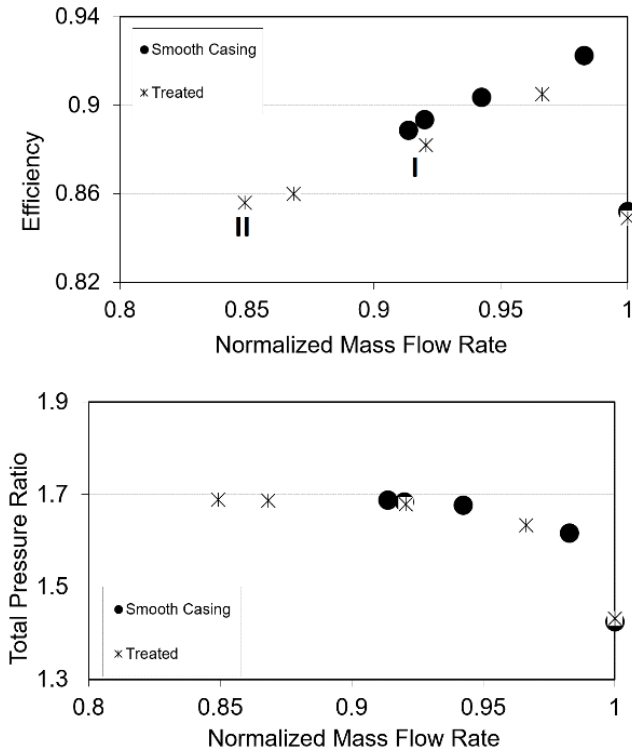 0.94
Smooth Casing
Treated
0.9
Efficiency
I
0.86
II
0.82
0.8 0.85 0.9 0.95 1
Normalized Mass Flow Rate
1.9
1.7
Total Pressure Ratio
1.5
Smooth Casing
Treated
1.3
0.8 0.85 0.9 0.95 1
Normalized Mass Flow Rate